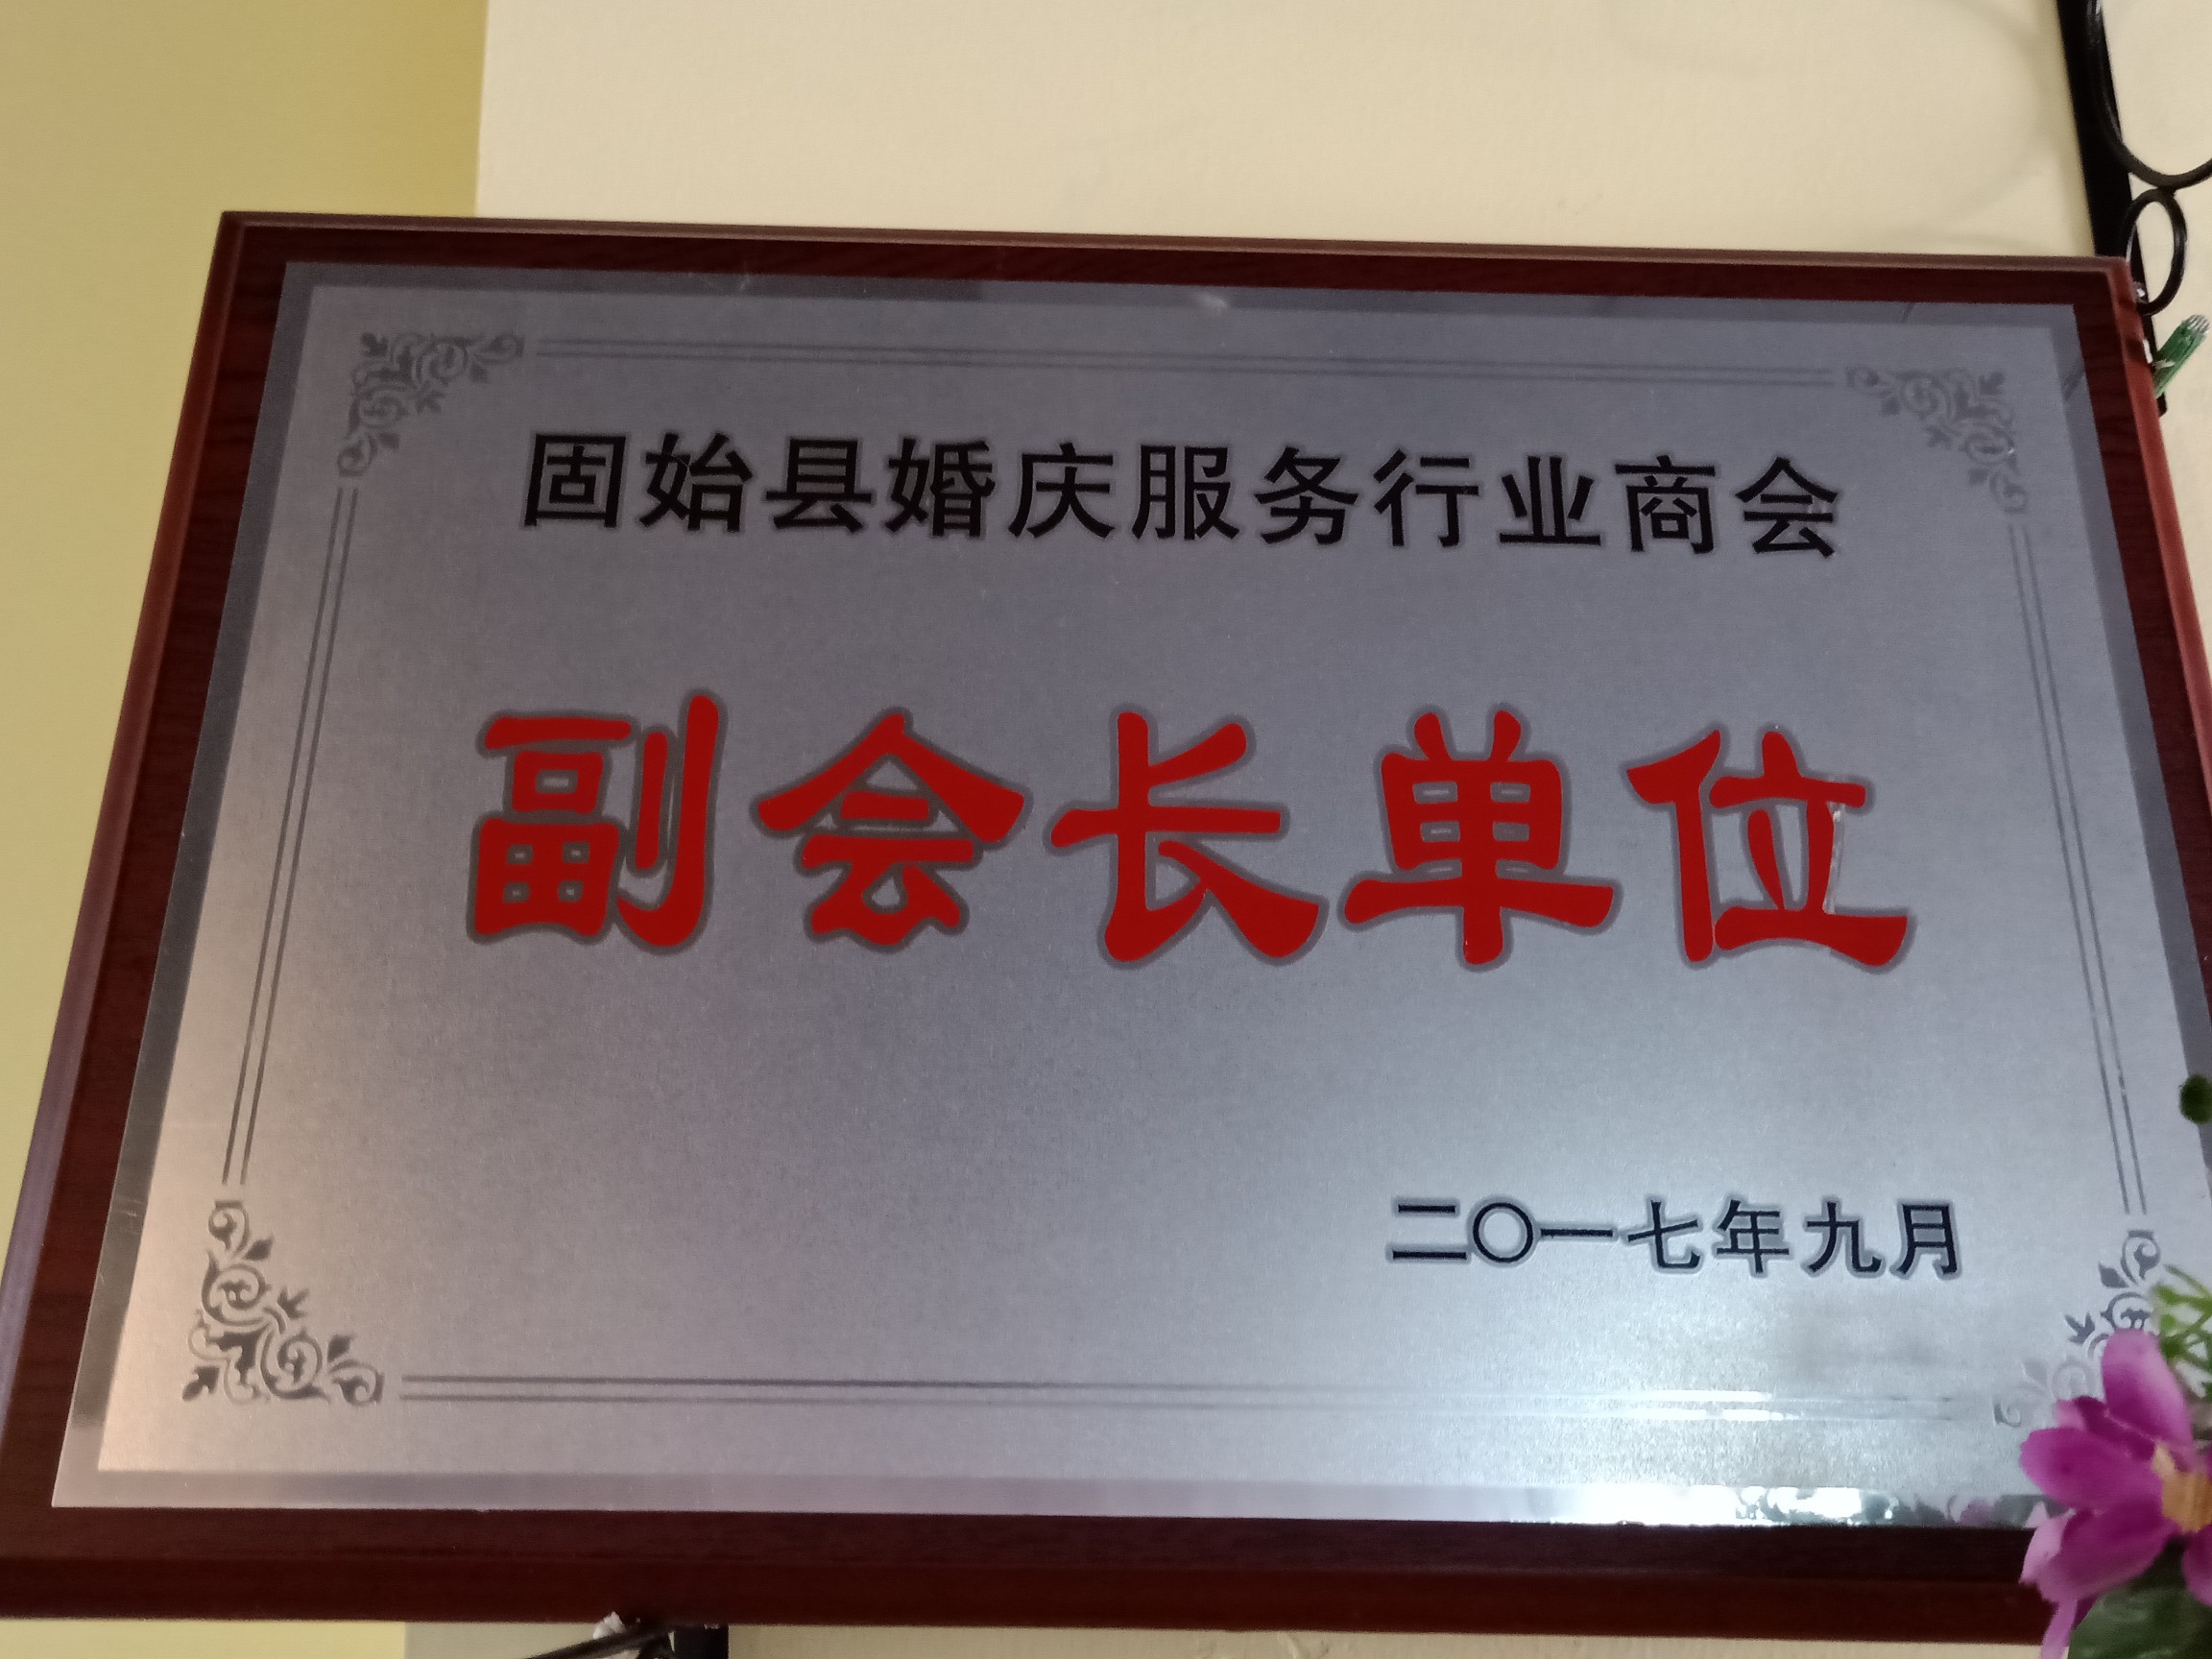 固始县婚庆服务行业商会
副会长单位
二〇一七年九月